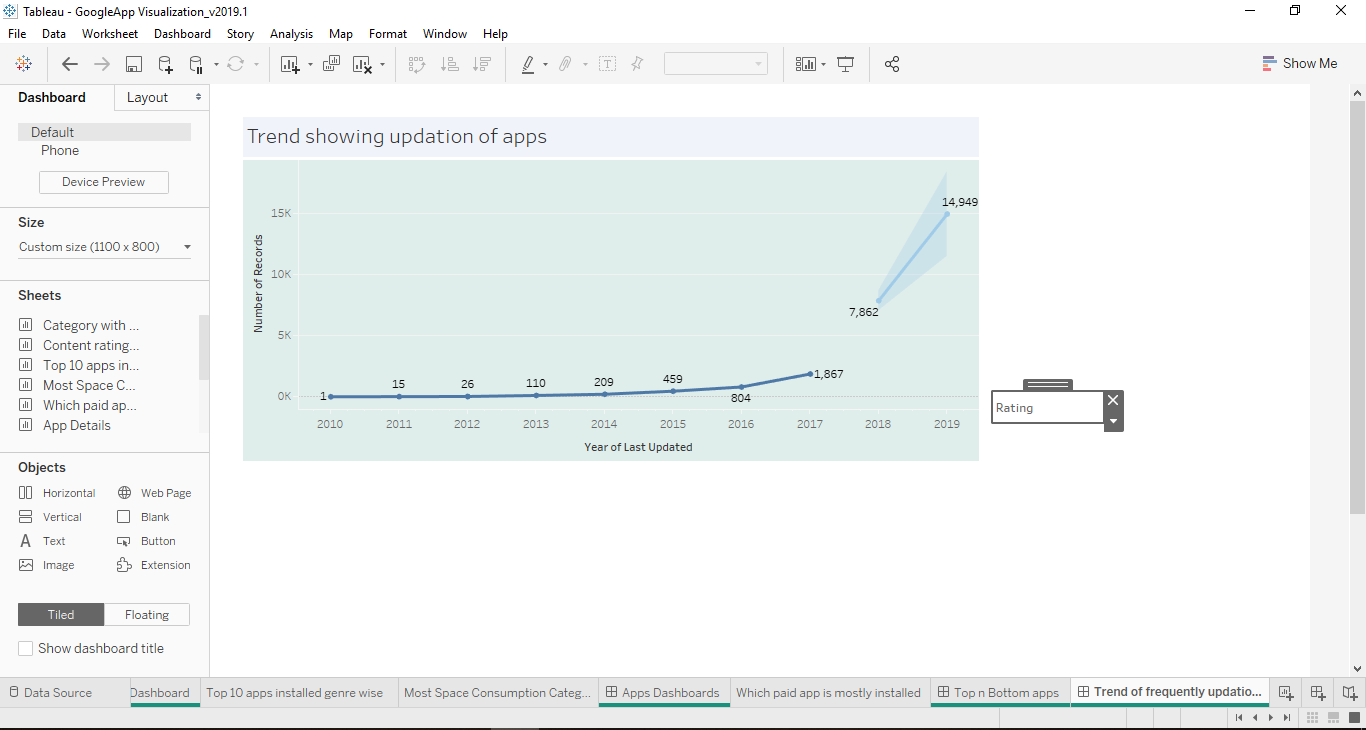 Tableau - GoogleApp Visualization_v2019.1
File Data Worksheet Dashboard Story Analysis Map Format Window Help
Show Me
Dashboard Layout
Default
Phone
Device Preview
Size
Custom size (1100 x 800)
Sheets
Category with ...
Content rating...
Top 10 apps in...
Most Space C...
Which paid ap...
App Details
Objects
Horizontal Web Page
Vertical Blank
Text Button
Image Extension
Tiled Floating
Show dashboard title
Trend showing updation of apps
Number of Records
15K
10K
5K
0K
1
15
26
110
209
459
804
1,867
7,862
14,949
2010 2011 2012 2013 2014 2015 2016 2017 2018 2019
Year of Last Updated
Rating
Data Source Dashboard Top 10 apps installed genre wise Most Space Consumption Categ... Apps Dashboards Which paid app is mostly installed Top n Bottom apps Trend of frequently updatio...